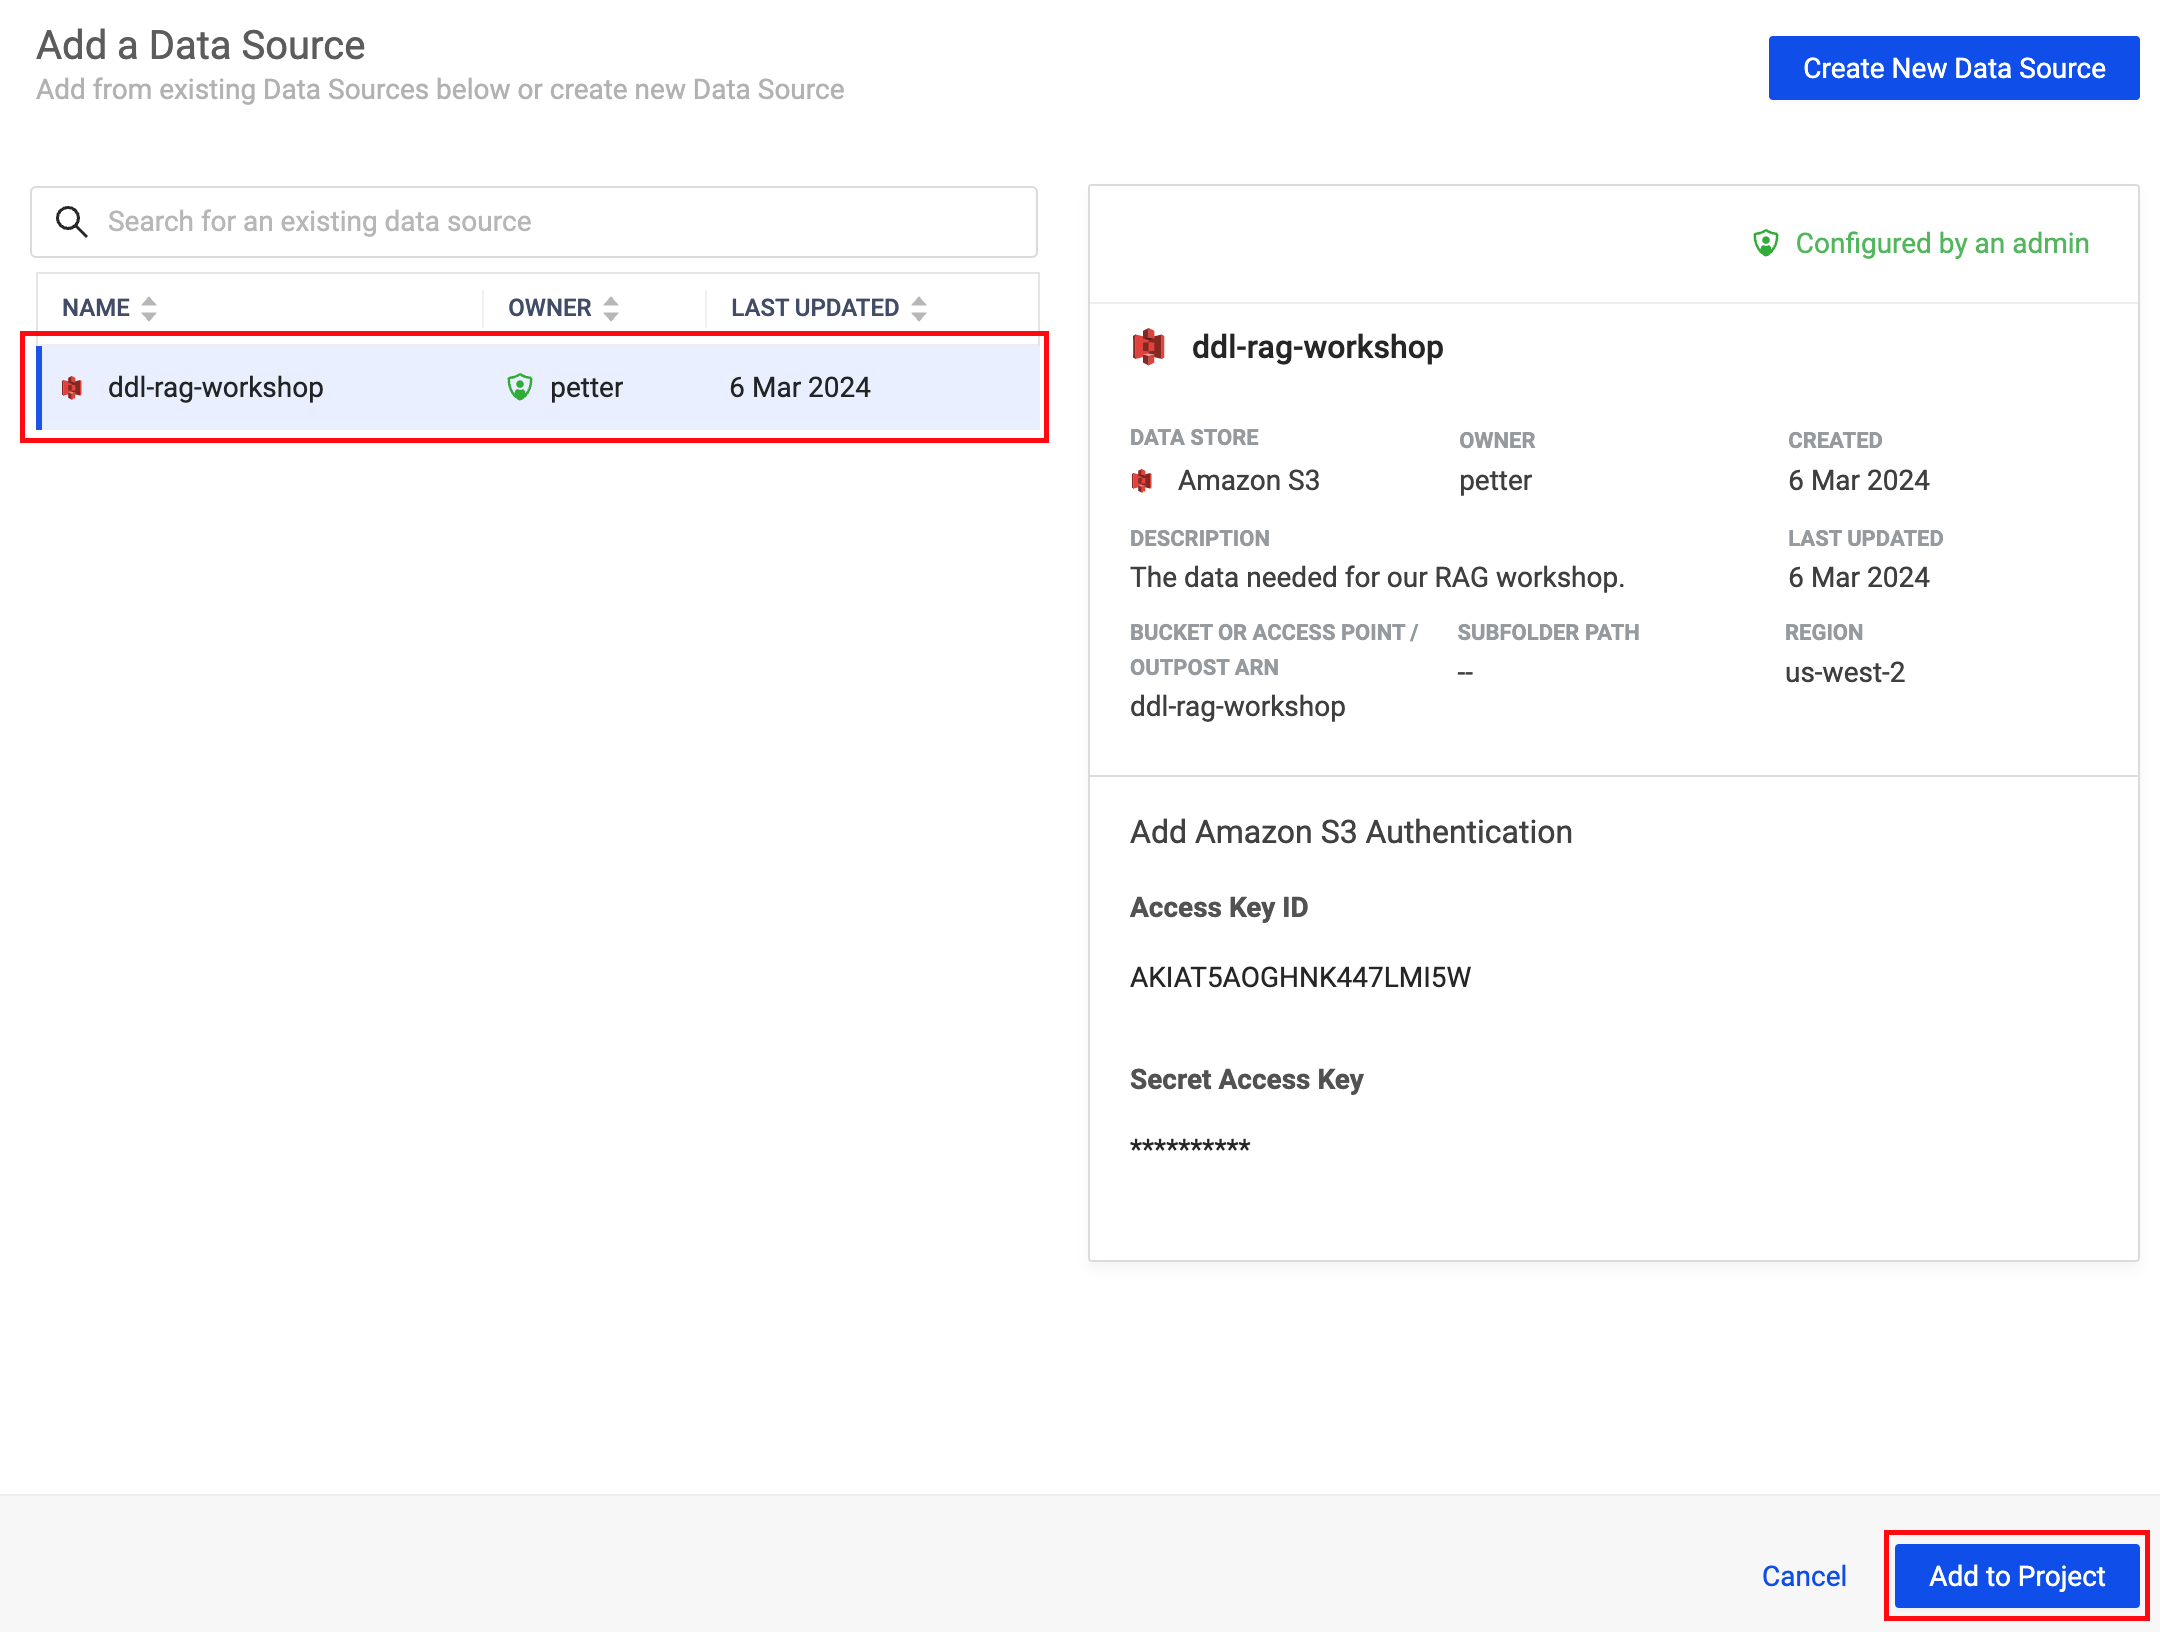 Add a Data Source
Add from existing Data Sources below or create new Data Source
Create New Data Source
Search for an existing data source
NAME OWNER LAST UPDATED
ddl-rag-workshop petter 6 Mar 2024
Configured by an admin
ddl-rag-workshop
DATA STORE OWNER CREATED
Amazon S3 petter 6 Mar 2024
DESCRIPTION LAST UPDATED
The data needed for our RAG workshop. 6 Mar 2024
BUCKET OR ACCESS POINT / SUBFOLDER PATH REGION
OUTPOST ARN
-- us-west-2
ddl-rag-workshop
Add Amazon S3 Authentication
Access Key ID
AKIAT5AOGHNK447LMI5W
Secret Access Key
**********
Cancel Add to Project